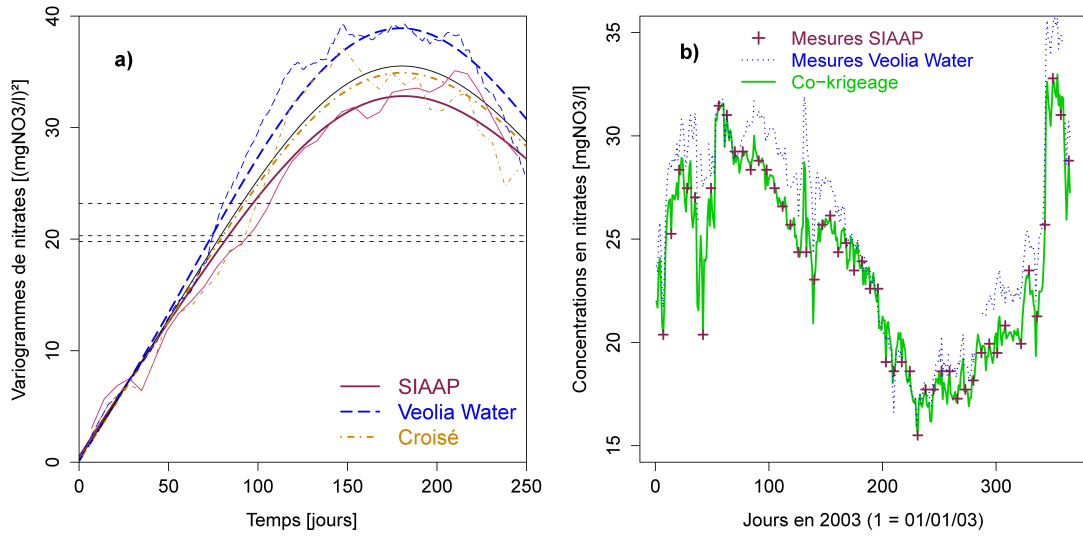 a)
Variogrammes de nitrates [(mgNO3/l)²]
40
30
20
10
0
0 50 100 150 200 250
Temps [jours]
SIAAP
Veolia Water
Croisé
b)
Mesures SIAAP
Mesures Veolia Water
Co−krigeage
Concentrations en nitrates [mgNO3/l]
35
30
25
20
15
0 100 200 300
Jours en 2003 (1 = 01/01/03)